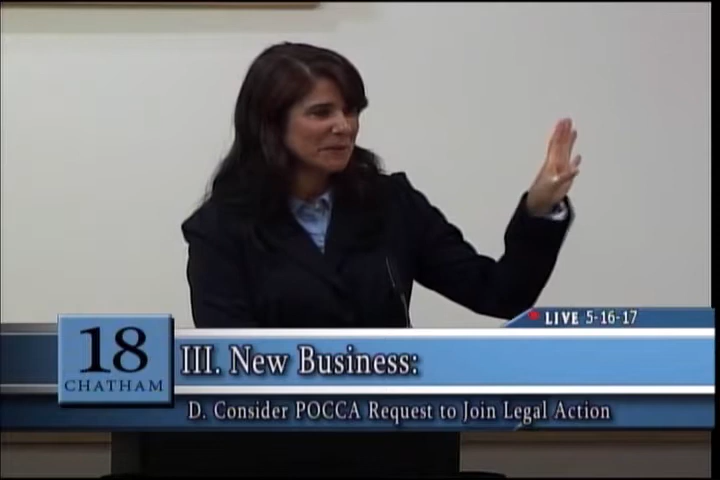 LIVE 5-16-17
18
CHATHAM
III. New Business:
D. Consider POCCA Request to Join Legal Action